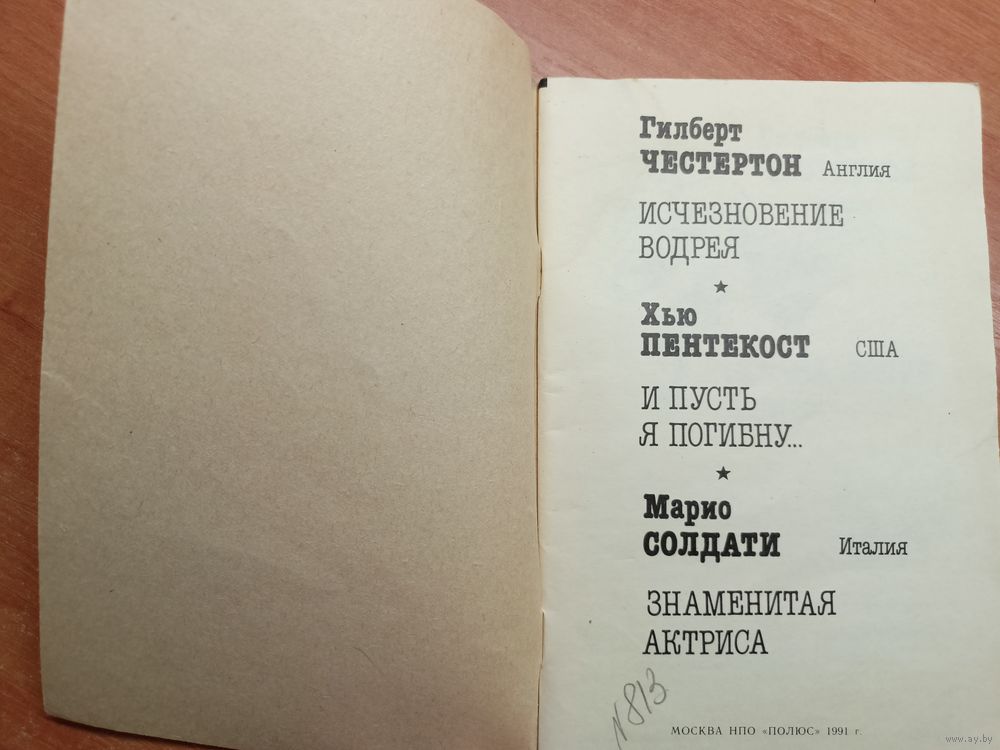 Гилберт
ЧЕСТЕРТОН Англия
ИСЧЕЗНОВЕНИЕ
ВОДРЕЯ
★
Хью
ПЕНТЕКОСТ США
И ПУСТЬ
Я ПОГИБНУ...
★
Марио
СОЛДАТИ Италия
ЗНАМЕНИТАЯ
АКТРИСА
N813
МОСКВА НПО «ПОЛЮС» 1991 г.
www.ay.by